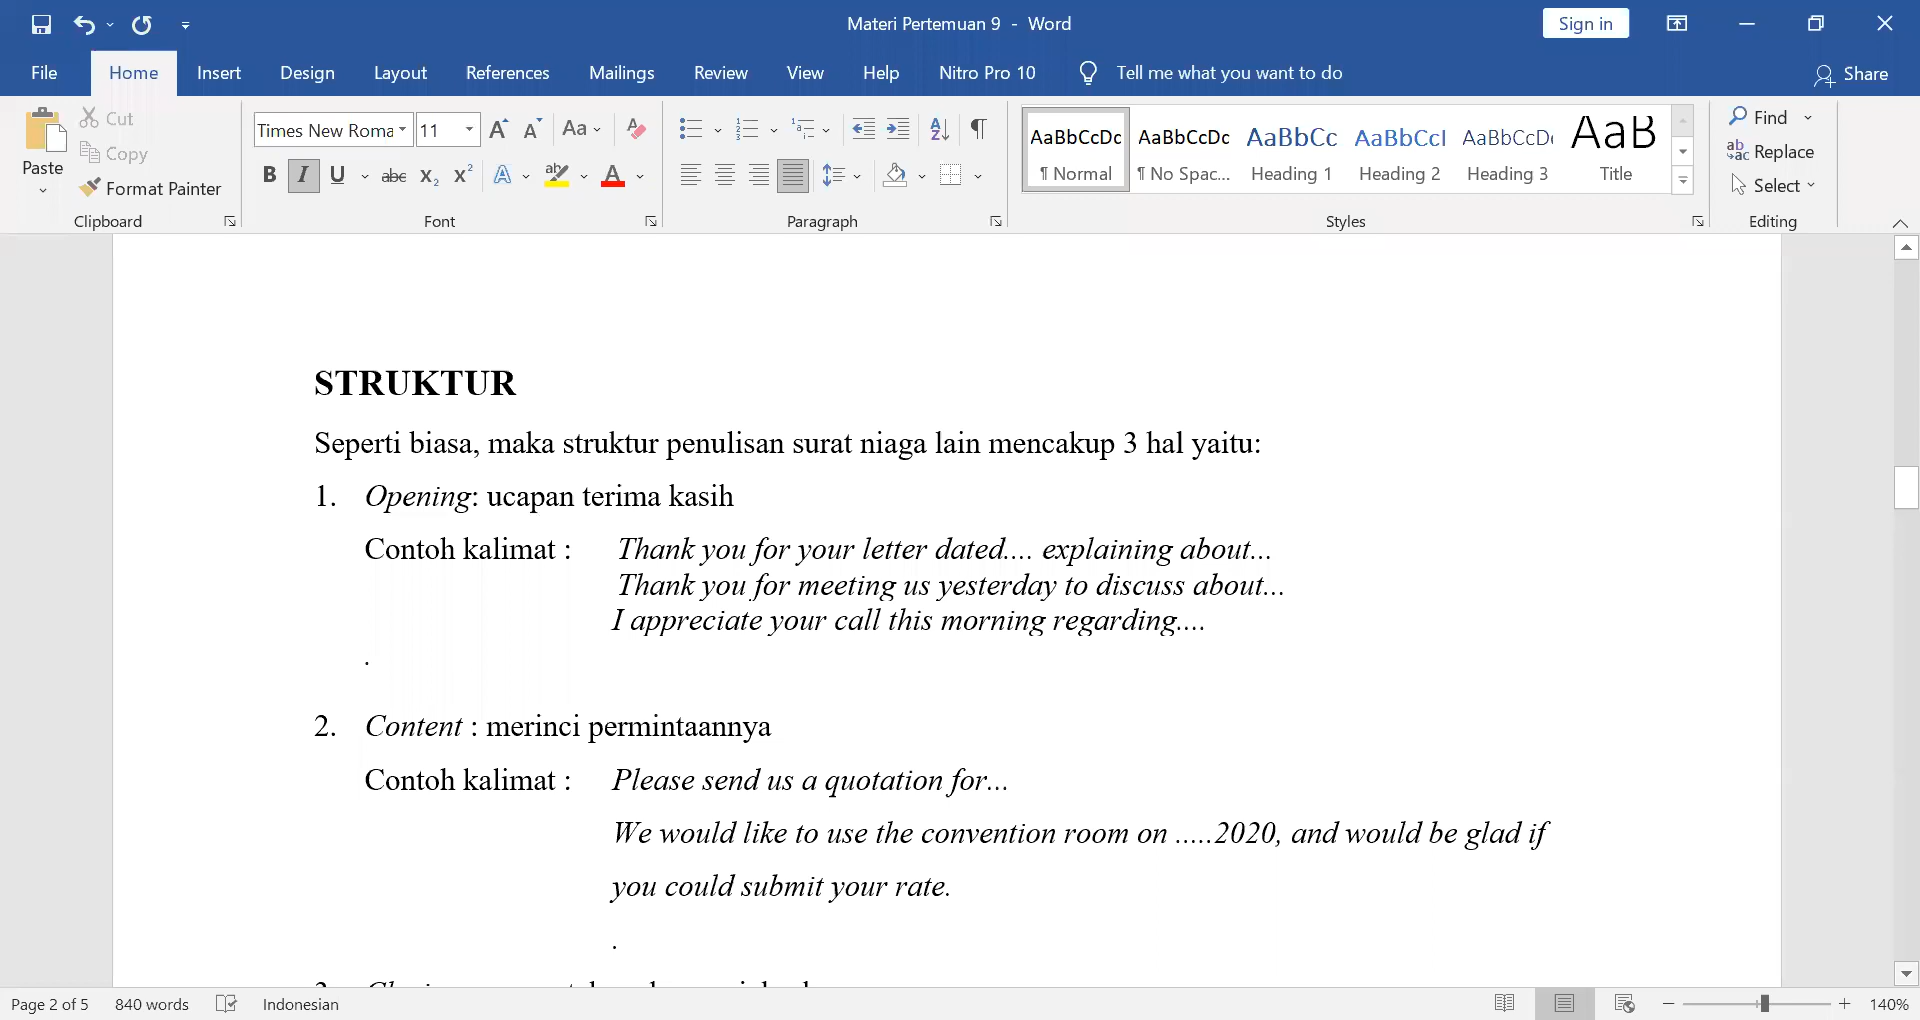 Materi Pertemuan 9 - Word
Sign in
File Home Insert Design Layout References Mailings Review View Help Nitro Pro 10 Tell me what you want to do Share
Paste
Cut
Copy
Format Painter
Clipboard
Times New Roma 11 Aa
Font
Paragraph
AaBbCcDc AaBbCcDc AaBbCc AaBbCcI AaBbCcD AaB
¶ Normal ¶ No Spac... Heading 1 Heading 2 Heading 3 Title
Styles
Find
Replace
Select
Editing
STRUKTUR
Seperti biasa, maka struktur penulisan surat niaga lain mencakup 3 hal yaitu:
1. Opening: ucapan terima kasih
Contoh kalimat : Thank you for your letter dated.... explaining about...
Thank you for meeting us yesterday to discuss about...
I appreciate your call this morning regarding....
.
2. Content : merinci permintaannya
Contoh kalimat : Please send us a quotation for...
We would like to use the convention room on .....2020, and would be glad if
you could submit your rate.
.
Page 2 of 5 840 words Indonesian 140%